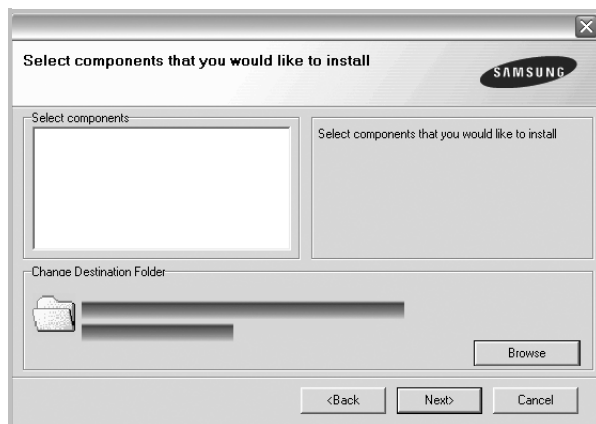 Select components that you would like to install
SAMSUNG
Select components
Select components that you would like to install
Change Destination Folder
Browse
<Back
Next>
Cancel